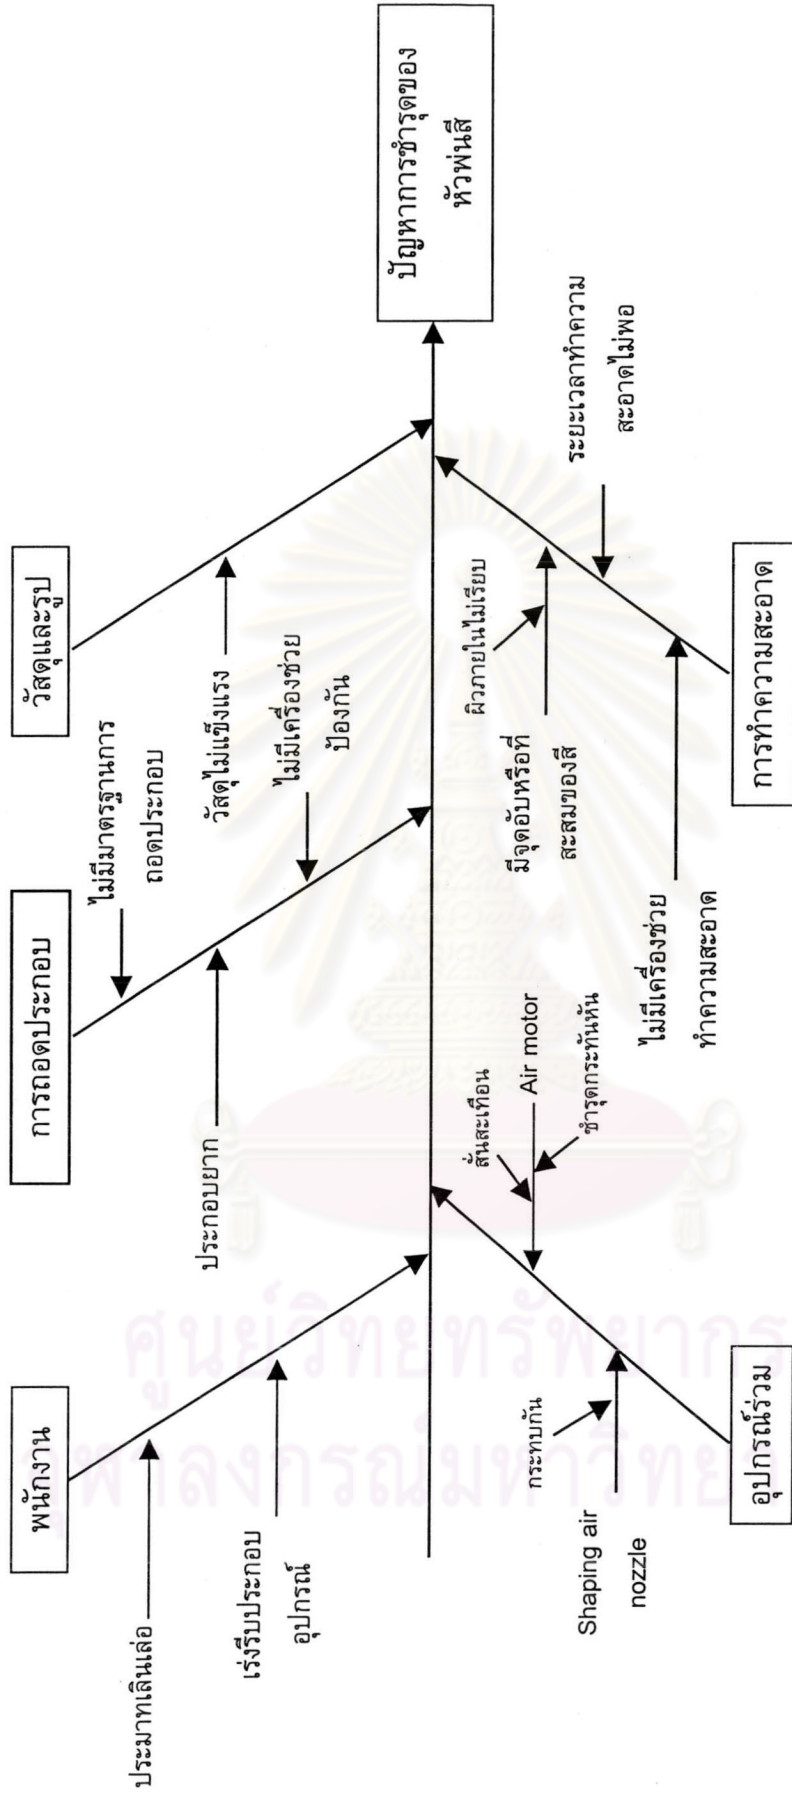 พนักงาน
การถอดประกอบ
วัสดุและรูป
ประมาทเลินเล่อ
เร่งรีบประกอบ
อุปกรณ์
ไม่มีมาตรฐานการ
ถอดประกอบ
ประกอบยาก
ไม่มีเครื่องช่วย
ป้องกัน
วัสดุไม่แข็งแรง
ปัญหาการชำรุดของ
หัวพ่นสี
Shaping air
nozzle
กระทบกัน
สั่นสะเทือน
Air motor
ชำรุดกระทันหัน
ผิวภายในไม่เรียบ
มีจุดอับหรือที่
สะสมของสี
ระยะเวลาทำความ
สะอาดไม่พอ
ไม่มีเครื่องช่วย
ทำความสะอาด
อุปกรณ์ร่วม
การทำความสะอาด
ศูนย์วิทยทรัพยากร
จุฬาลงกรณ์มหาวิทยา